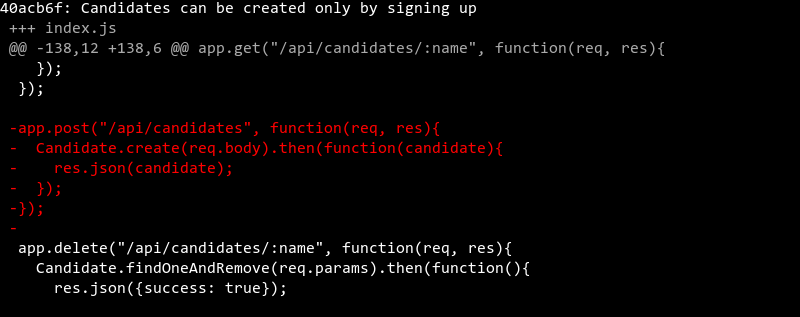 40acb6f: Candidates can be created only by signing up
+++ index.js
@@ -138,12 +138,6 @@ app.get("/api/candidates/:name", function(req, res){
    });
  });

-app.post("/api/candidates", function(req, res){
-  Candidate.create(req.body).then(function(candidate){
-    res.json(candidate);
-  });
-});
-
 app.delete("/api/candidates/:name", function(req, res){
   Candidate.findOneAndRemove(req.params).then(function(){
     res.json({success: true});